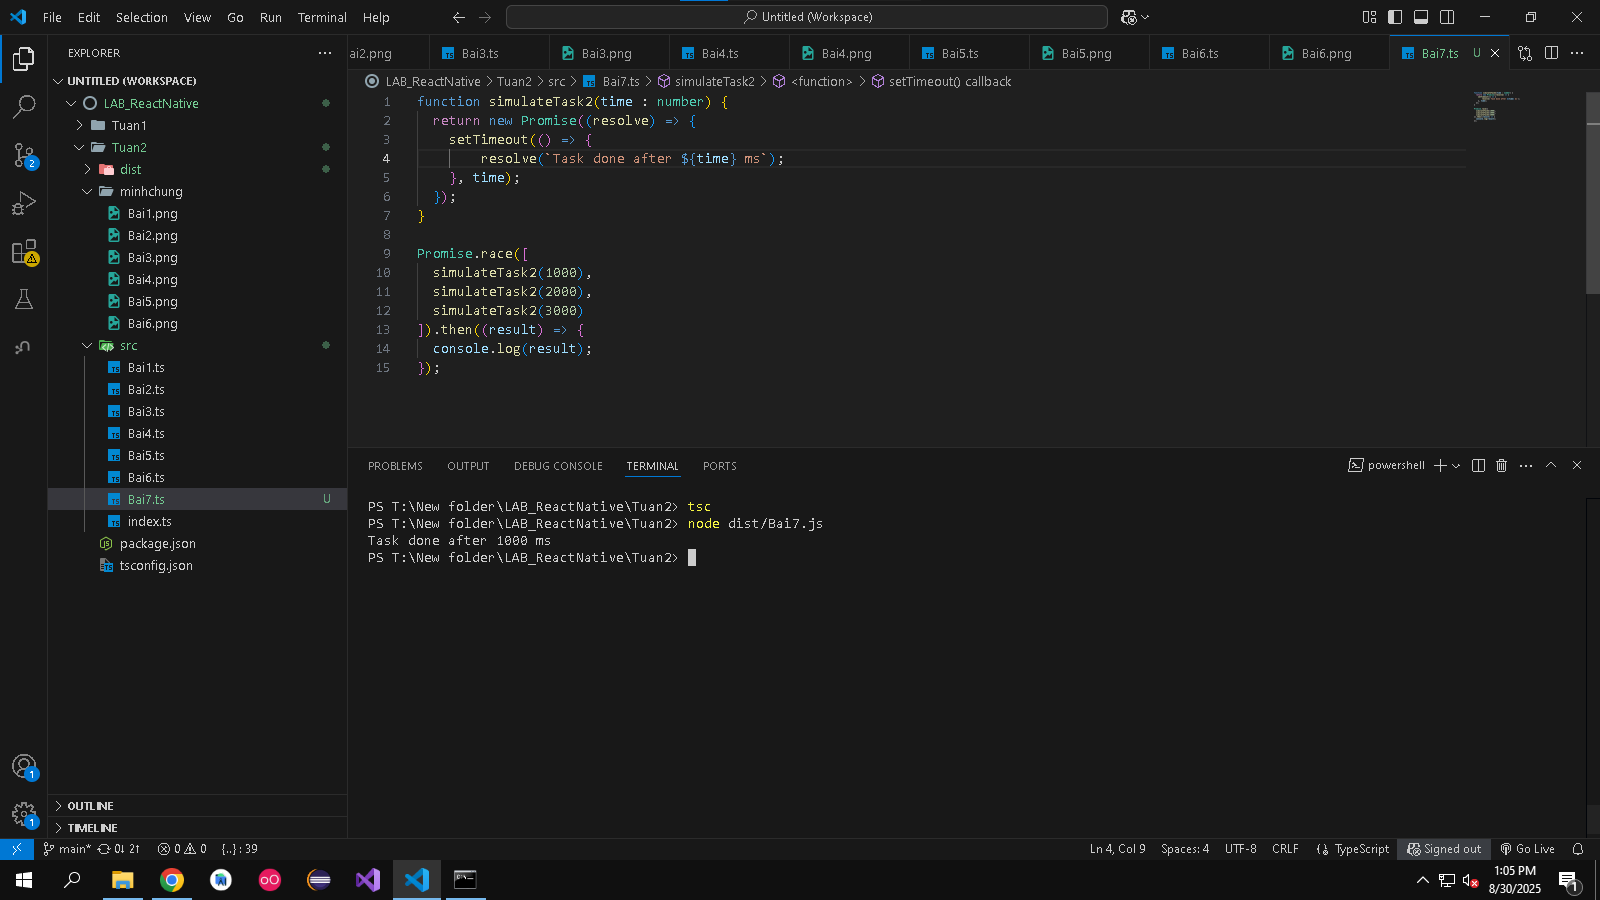 File Edit Selection View Go Run Terminal Help
Untitled (Workspace)
EXPLORER
UNTITLED (WORKSPACE)
LAB_ReactNative
Tuan1
Tuan2
dist
minhchung
Bai1.png
Bai2.png
Bai3.png
Bai4.png
Bai5.png
Bai6.png
src
Bai1.ts
Bai2.ts
Bai3.ts
Bai4.ts
Bai5.ts
Bai6.ts
Bai7.ts U
index.ts
package.json
tsconfig.json
OUTLINE
TIMELINE
ai2.png Bai3.ts Bai3.png Bai4.ts Bai4.png Bai5.ts Bai5.png Bai6.ts Bai6.png Bai7.ts U
LAB_ReactNative > Tuan2 > src > Bai7.ts > simulateTask2 > <function> > setTimeout() callback
1 function simulateTask2(time : number) {
2 return new Promise((resolve) => {
3 setTimeout(() => {
4 resolve(`Task done after ${time} ms`);
5 }, time);
6 });
7 }
8
9 Promise.race([
10 simulateTask2(1000),
11 simulateTask2(2000),
12 simulateTask2(3000)
13 ]).then((result) => {
14 console.log(result);
15 });
PROBLEMS OUTPUT DEBUG CONSOLE TERMINAL PORTS
powershell
PS T:\New folder\LAB_ReactNative\Tuan2> tsc
PS T:\New folder\LAB_ReactNative\Tuan2> node dist/Bai7.js
Task done after 1000 ms
PS T:\New folder\LAB_ReactNative\Tuan2>
2
1
1
main* 0↓ 2↑ 0 0 {..} : 39
Ln 4, Col 9 Spaces: 4 UTF-8 CRLF TypeScript Signed out Go Live
1:05 PM
8/30/2025
1